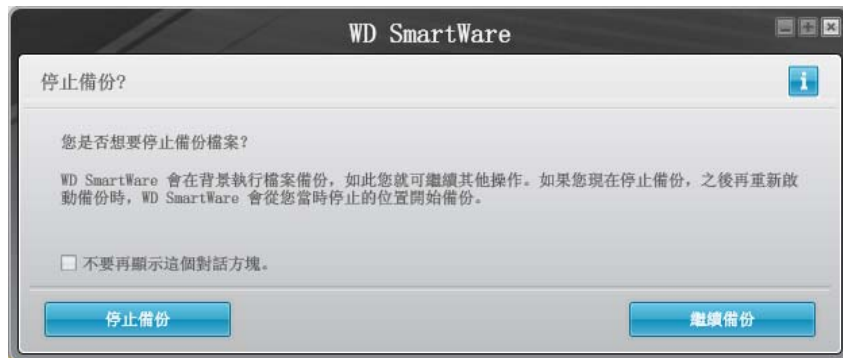 WD SmartWare
停止備份?
i
您是否想要停止備份檔案?
WD SmartWare 會在背景執行檔案備份，如此您就可繼續其他操作。如果您現在停止備份，之後再重新啟
動備份時，WD SmartWare 會從您當時停止的位置開始備份。
不要再顯示這個對話方塊。
停止備份
繼續備份